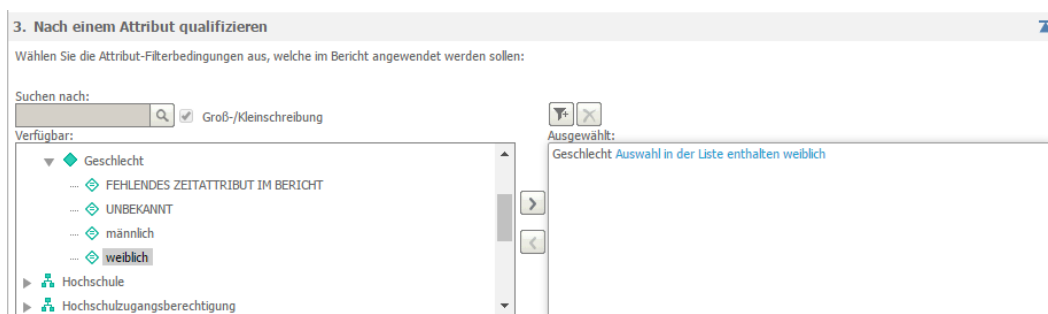 3. Nach einem Attribut qualifizieren
Wählen Sie die Attribut-Filterbedingungen aus, welche im Bericht angewendet werden sollen:
Suchen nach:
Groß-/Kleinschreibung
Verfügbar:
Geschlecht
FEHLENDES ZEITATTRIBUT IM BERICHT
UNBEKANNT
männlich
weiblich
Hochschule
Hochschulzugangsberechtigung
Ausgewählt:
Geschlecht Auswahl in der Liste enthalten weiblich